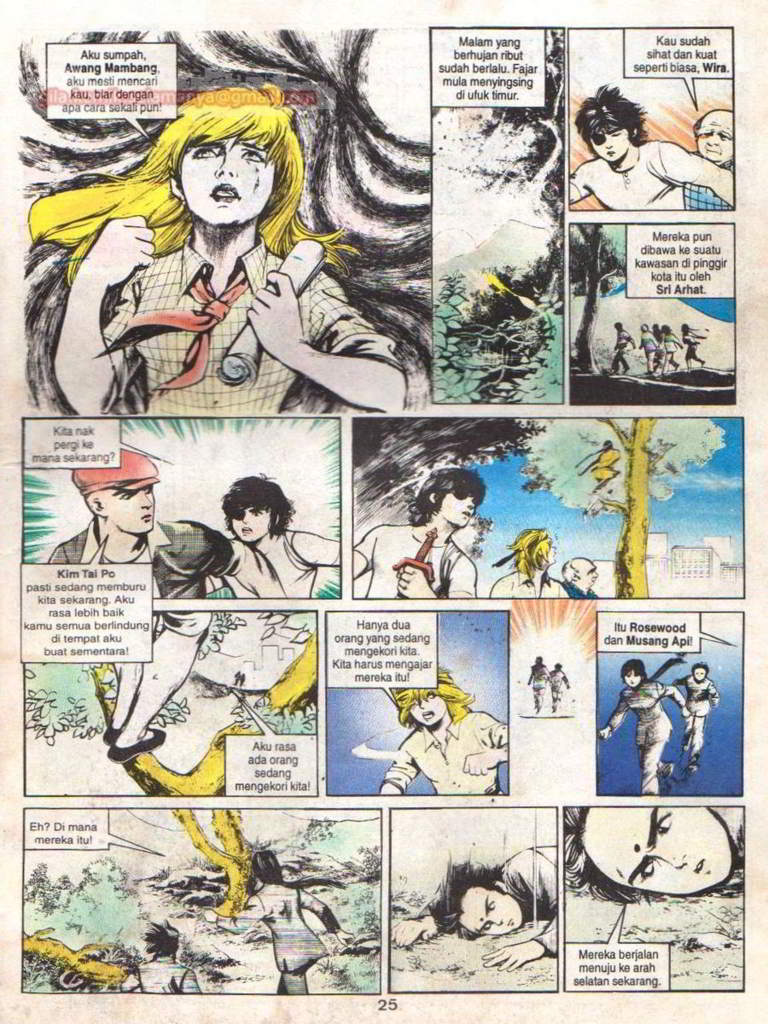 Aku sumpah,
Awang Mambang,
aku mesti mencari
kau, biar dengan
apa cara sekali pun!
Malam yang
berhujan ribut
sudah berlalu. Fajar
mula menyingsing
di ufuk timur.
Kau sudah
sihat dan kuat
seperti biasa, Wira.
Mereka pun
dibawa ke suatu
kawasan di pinggir
kota itu oleh
Sri Arhat.
Kita nak
pergi ke
mana sekarang?
Kim Tai Po
pasti sedang memburu
kita sekarang. Aku
rasa lebih baik
kamu semua berlindung
di tempat aku
buat sementara!
Aku rasa
ada orang
sedang
mengekori kita!
Hanya dua
orang yang sedang
mengekori kita.
Kita harus mengajar
mereka itu!
Itu Rosewood
dan Musang Api!
Eh? Di mana
mereka itu!
Mereka berjalan
menuju ke arah
selatan sekarang.
25